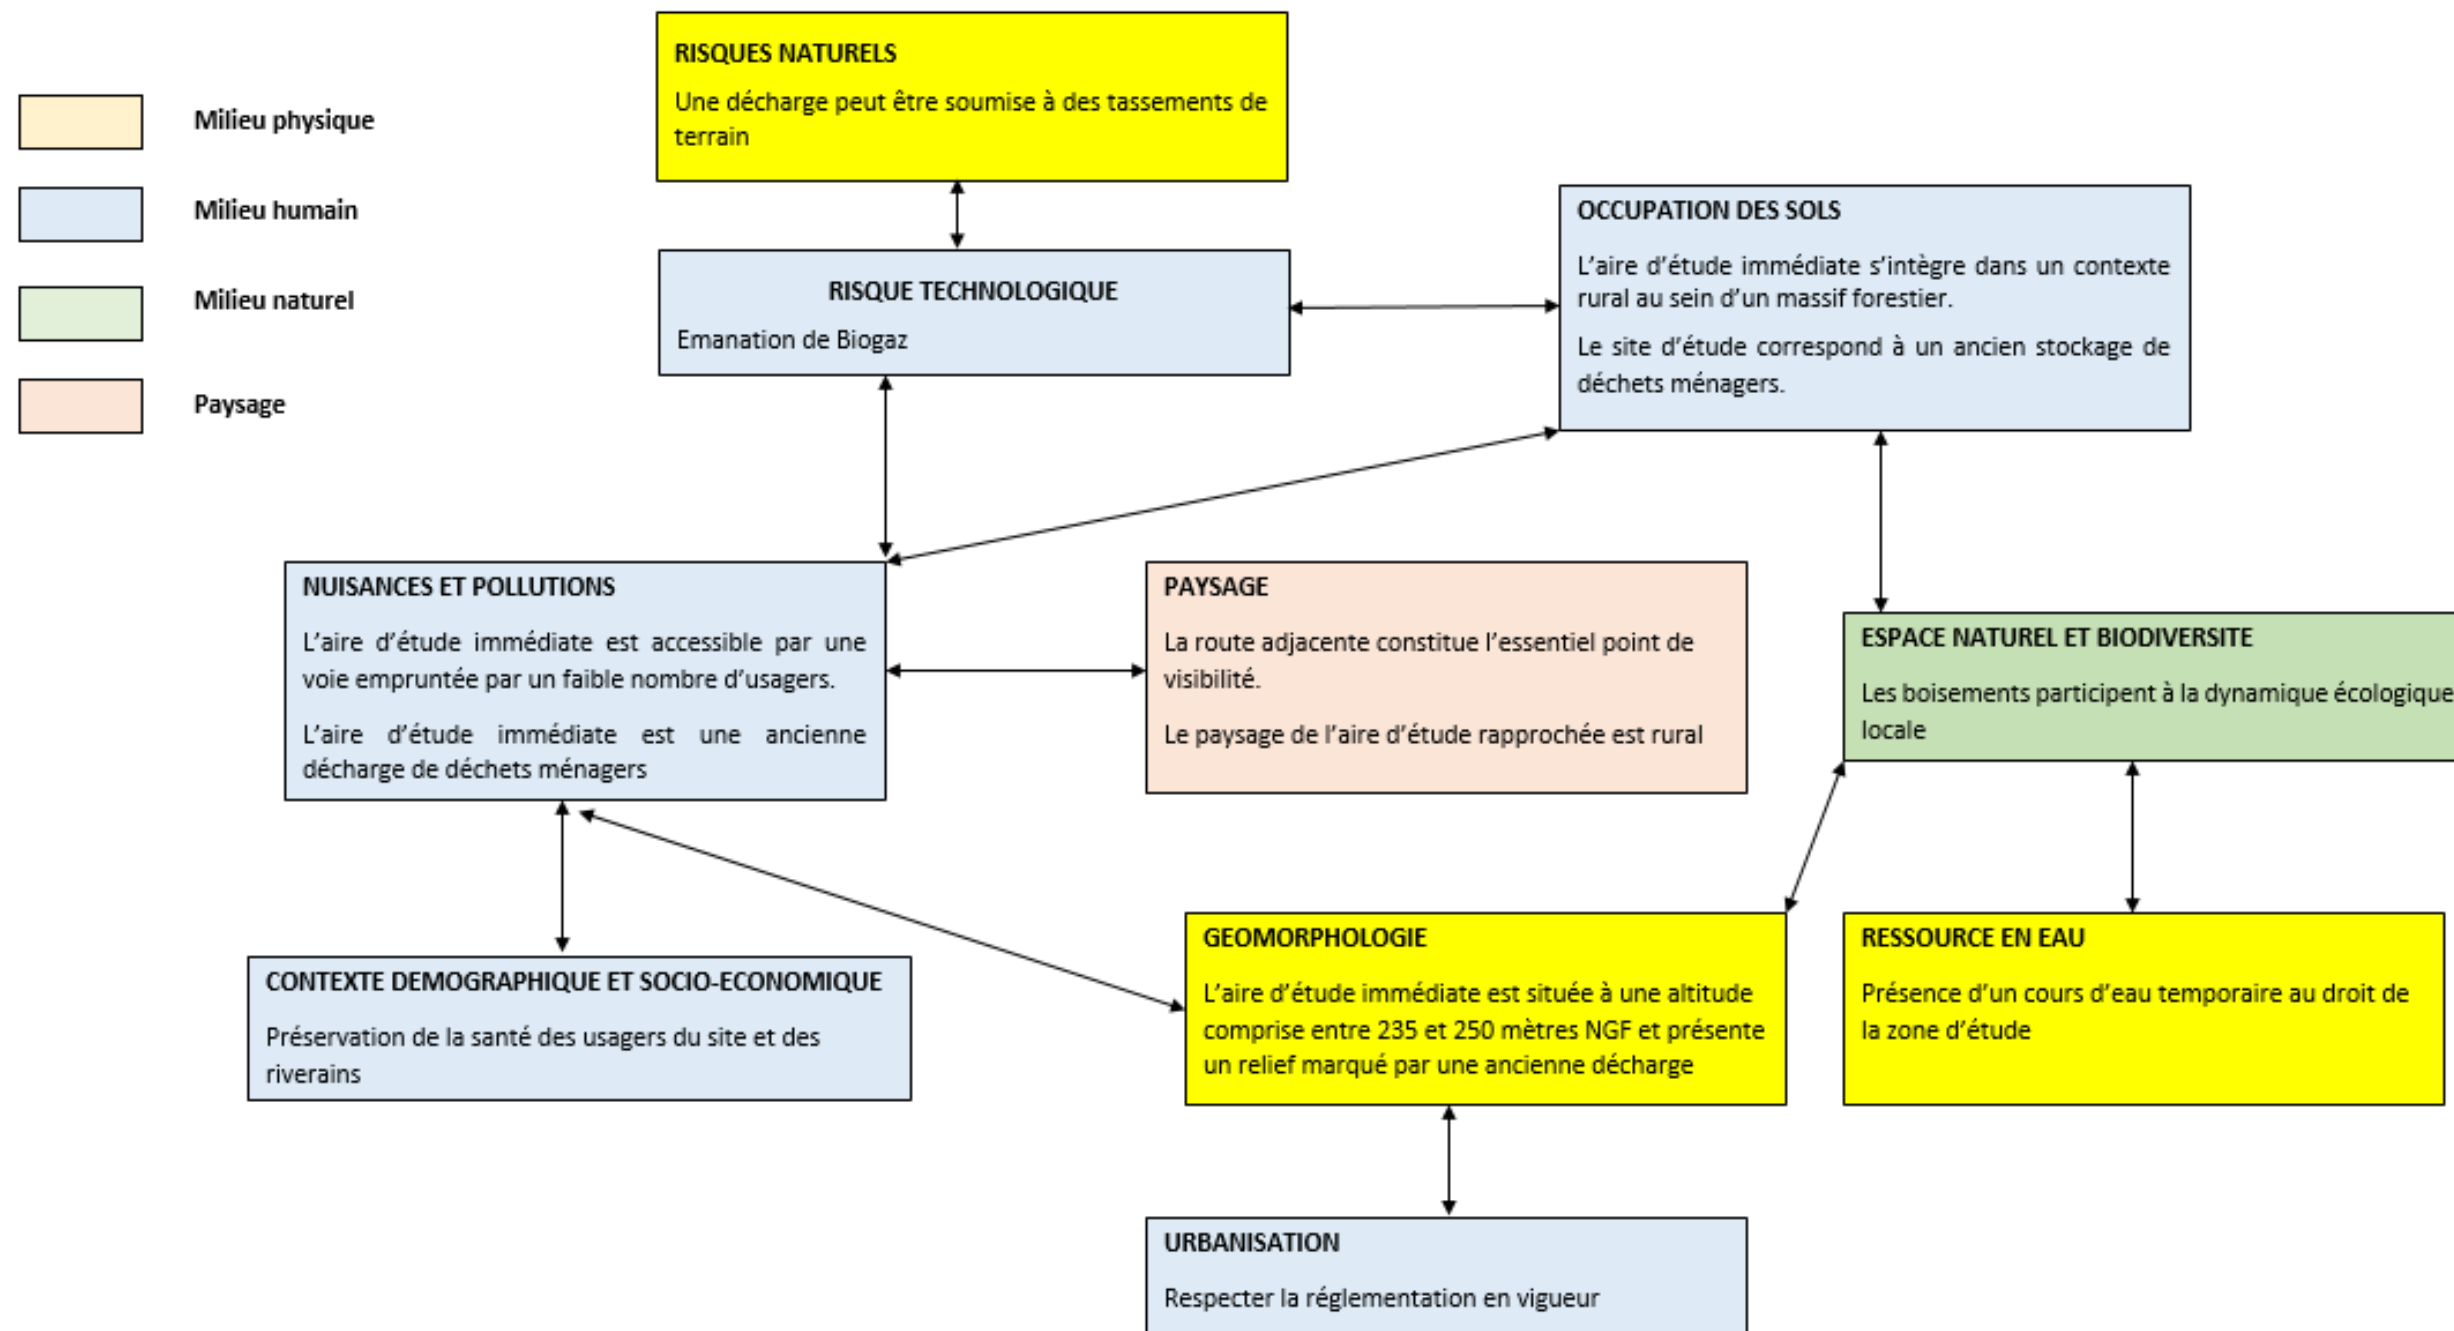 RISQUES NATURELS
Une décharge peut être soumise à des tassements de
terrain
Milieu physique
Milieu humain
Milieu naturel
Paysage
OCCUPATION DES SOLS
L’aire d’étude immédiate s’intègre dans un contexte
rural au sein d’un massif forestier.
Le site d’étude correspond à un ancien stockage de
déchets ménagers.
RISQUE TECHNOLOGIQUE
Emanation de Biogaz
NUISANCES ET POLLUTIONS
L’aire d’étude immédiate est accessible par une
voie empruntée par un faible nombre d’usagers.
L’aire d’étude immédiate est une ancienne
décharge de déchets ménagers
PAYSAGE
La route adjacente constitue l’essentiel point de
visibilité.
Le paysage de l’aire d’étude rapprochée est rural
ESPACE NATUREL ET BIODIVERSITE
Les boisements participent à la dynamique écologique
locale
CONTEXTE DEMOGRAPHIQUE ET SOCIO-ECONOMIQUE
Préservation de la santé des usagers du site et des
riverains
GEOMORPHOLOGIE
L’aire d’étude immédiate est située à une altitude
comprise entre 235 et 250 mètres NGF et présente
un relief marqué par une ancienne décharge
RESSOURCE EN EAU
Présence d’un cours d’eau temporaire au droit de
la zone d’étude
URBANISATION
Respecter la réglementation en vigueur